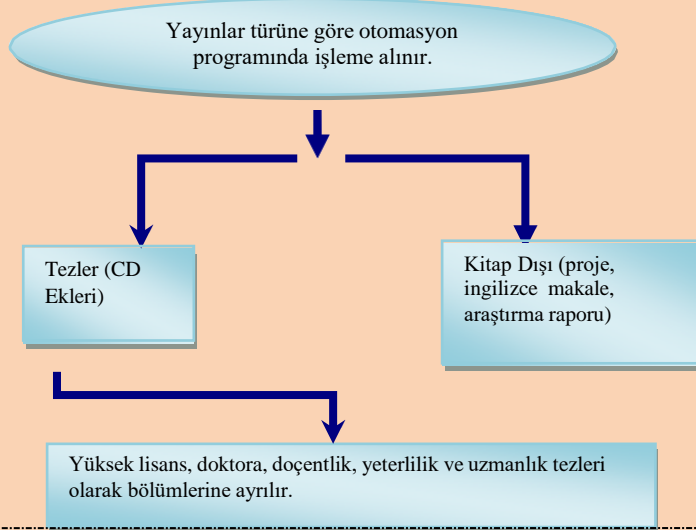 Yayınlar türüne göre otomasyon
programında işleme alınır.
Tezler (CD
Ekleri)
Kitap Dışı (proje,
ingilizce makale,
araştırma raporu)
Yüksek lisans, doktora, doçentlik, yeterlilik ve uzmanlık tezleri
olarak bölümlerine ayrılır.